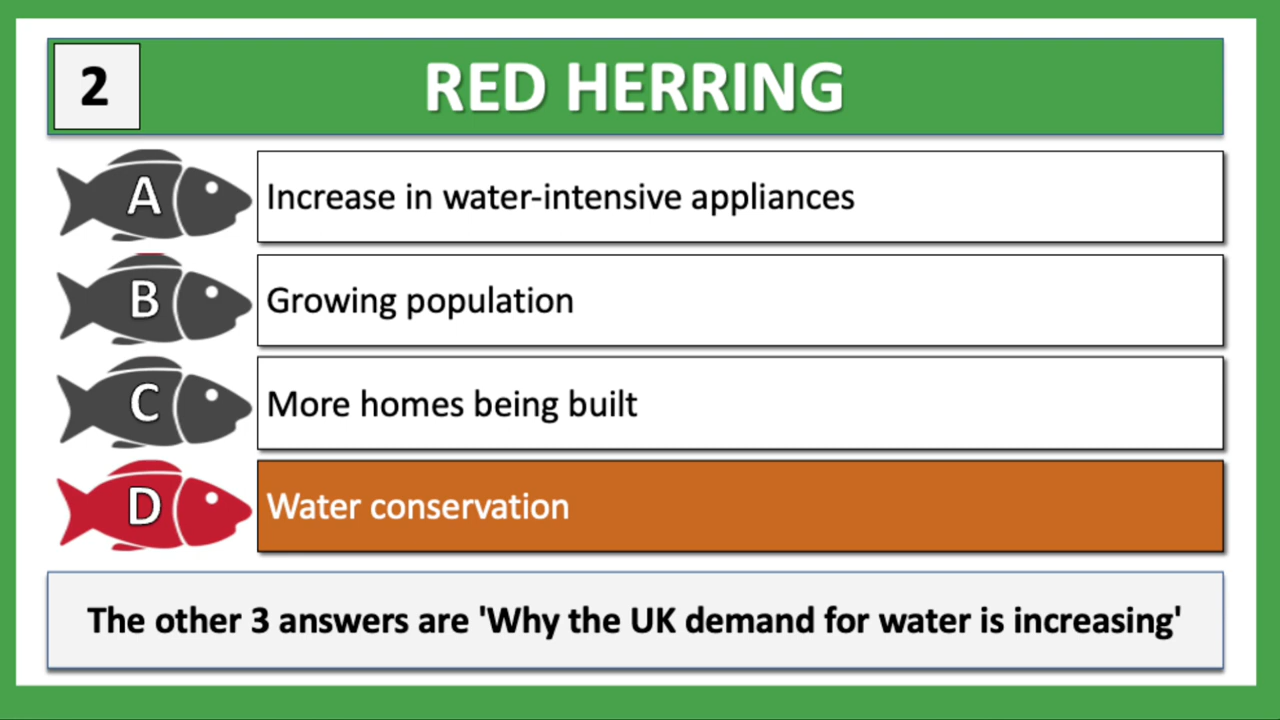 2
RED HERRING
A
Increase in water-intensive appliances
B
Growing population
C
More homes being built
D
Water conservation
The other 3 answers are 'Why the UK demand for water is increasing'